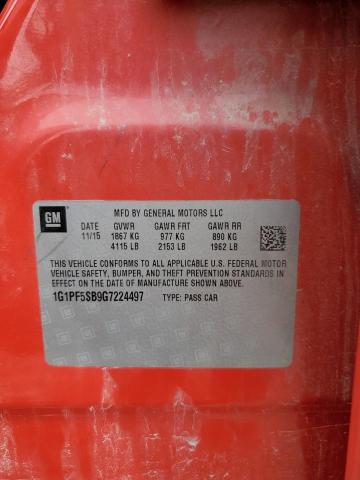 GM
MFD BY GENERAL MOTORS LLC
DATE GVWR GAWR FRT GAWR RR
11/15 1867 KG 977 KG 890 KG
4115 LB 2153 LB 1962 LB
THIS VEHICLE CONFORMS TO ALL APPLICABLE U.S. FEDERAL MOTOR
VEHICLE SAFETY, BUMPER, AND THEFT PREVENTION STANDARDS IN
EFFECT ON THE DATE OF MANUFACTURE SHOWN ABOVE.
1G1PF5SB9G7224497 TYPE: PASS CAR